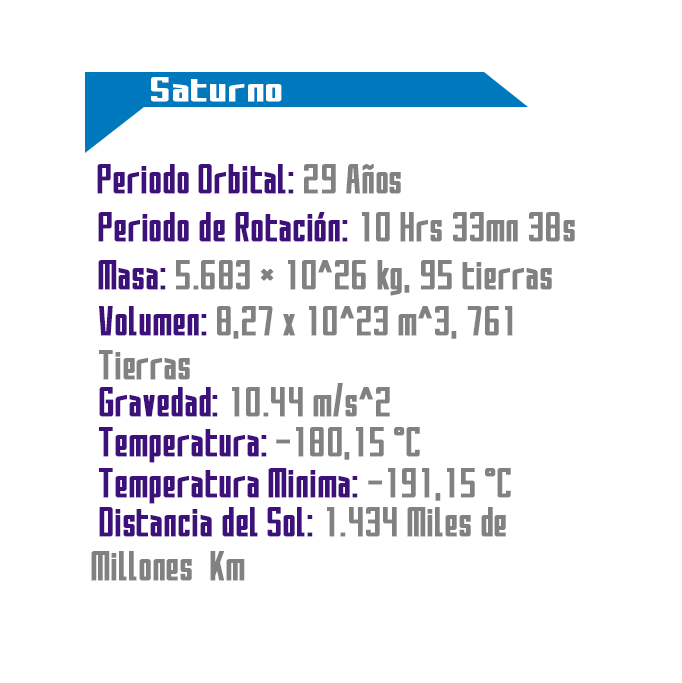 Saturno
Periodo Orbital: 29 Años
Periodo de Rotación: 10 Hrs 33mn 38s
Masa: 5.683 × 10^26 kg, 95 tierras
Volumen: 8,27 x 10^23 m^3, 761
Tierras
Gravedad: 10.44 m/s^2
Temperatura: -180,15 °C
Temperatura Minima: -191,15 °C
Distancia del Sol: 1.434 Miles de
Millones Km